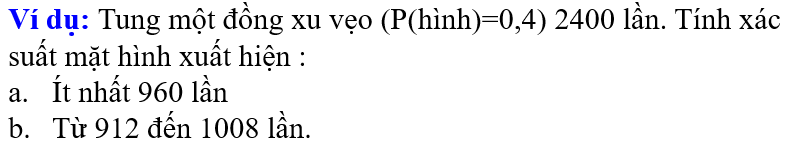 Ví dụ: Tung một đồng xu vẹo (P(hình)=0,4) 2400 lần. Tính xác
suất mặt hình xuất hiện :
a. Ít nhất 960 lần
b. Từ 912 đến 1008 lần.